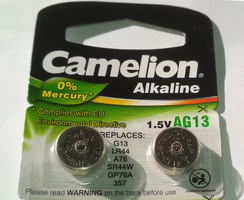 Camelion
0%
Mercury*
Alkaline
Complies with EU
Environmental Directive
1.5V AG13
REPLACES:
G13
LR44
A76
SR44W
GP76A
357
Please read WARNING on the back before use